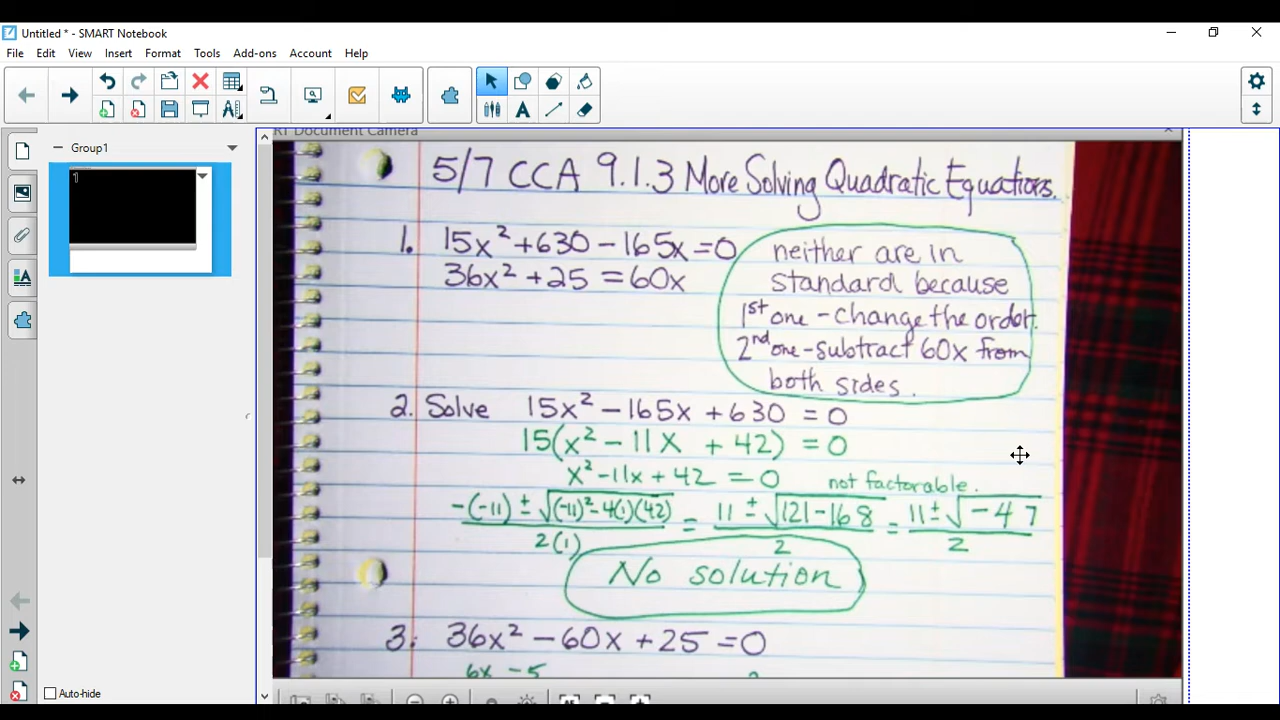 Untitled * - SMART Notebook
File Edit View Insert Format Tools Add-ons Account Help
Group1
1
RT Document Camera
5/7 CCA 9.1.3 More Solving Quadratic Equations.
1. 15x² + 630 - 165x = 0
36x² + 25 = 60x
neither are in
standard because
1st one - change the order.
2nd one - subtract 60x from
both sides.
2. Solve 15x² - 165x + 630 = 0
15(x² - 11x + 42) = 0
x² - 11x + 42 = 0 not factorable.
-(-11) ± √(-11)² - 4(1)(42) = 11 ± √121 - 168 = 11 ± √-47
2(1) 2 2
No solution
3. 36x² - 60x + 25 = 0
6x - 5
Auto-hide